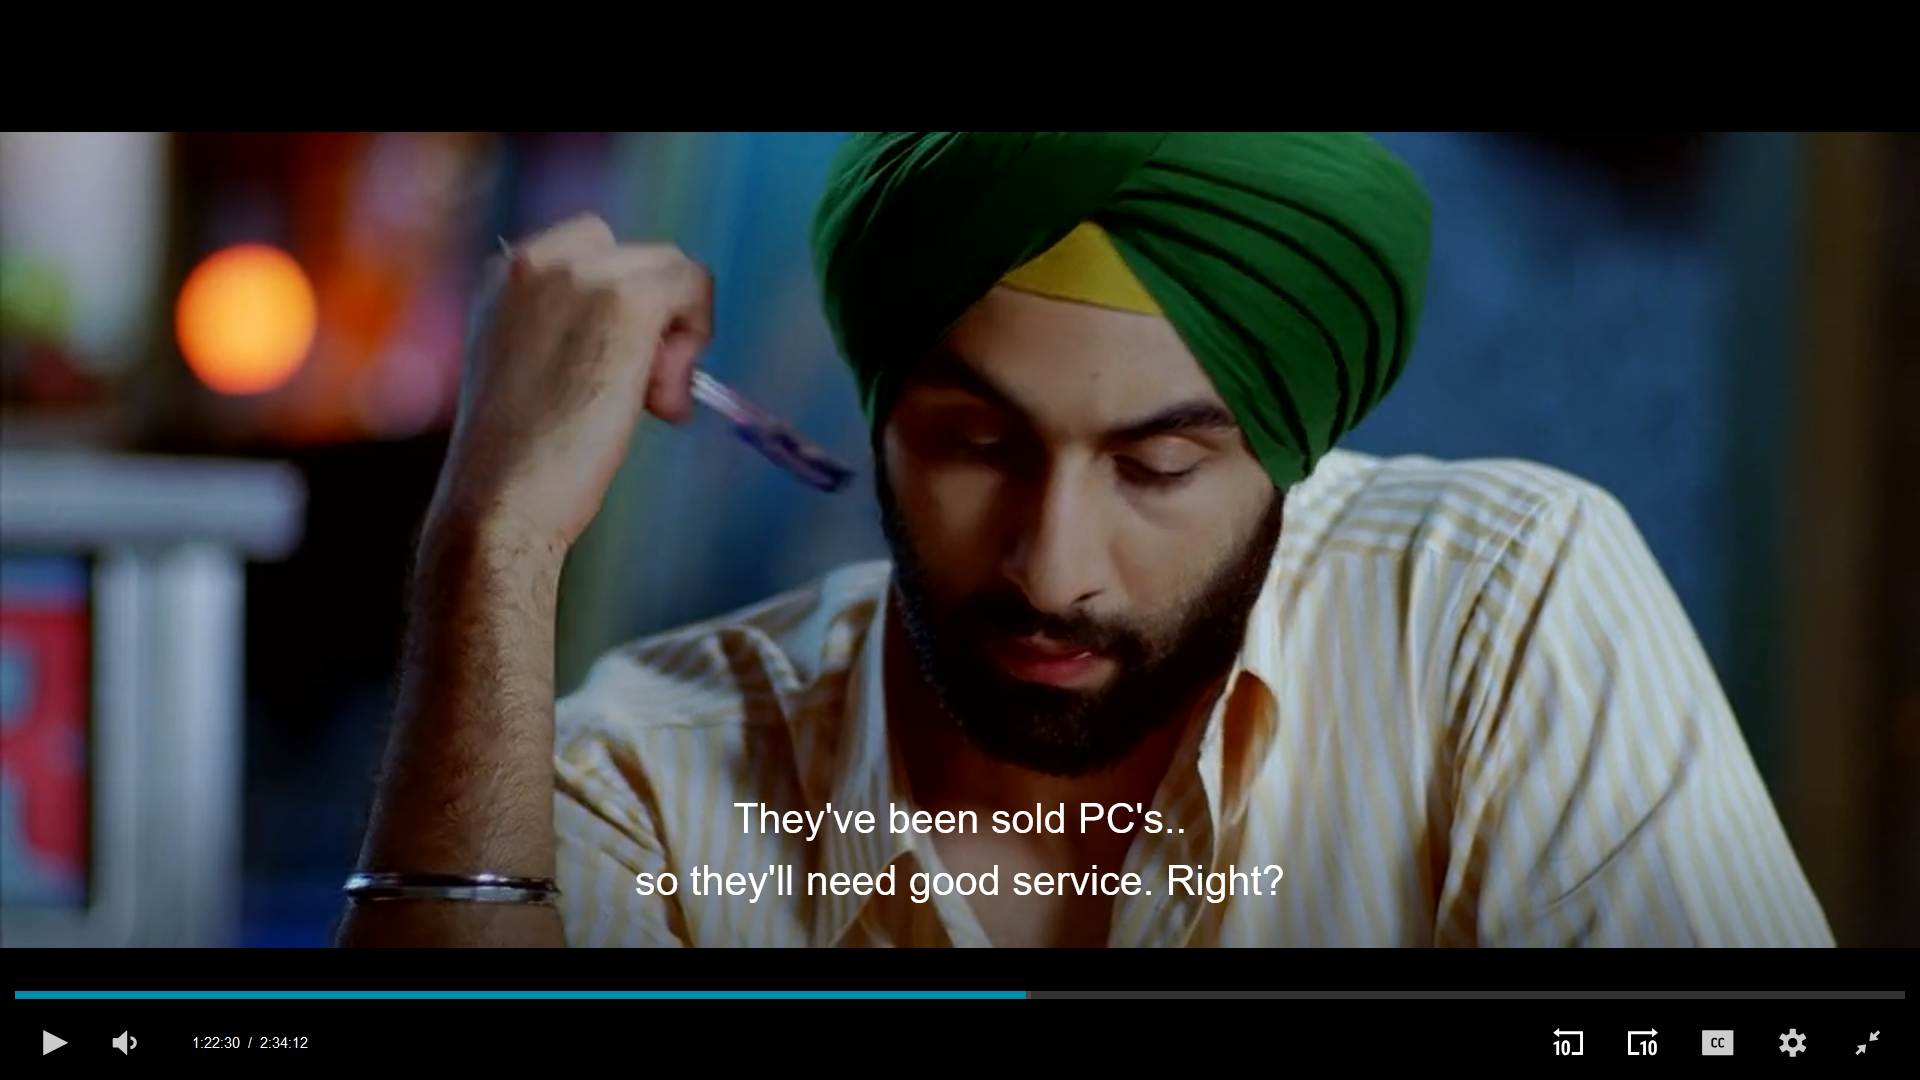 They've been sold PC's..
so they'll need good service. Right?
1:22:30 / 2:34:12
10
10
CC